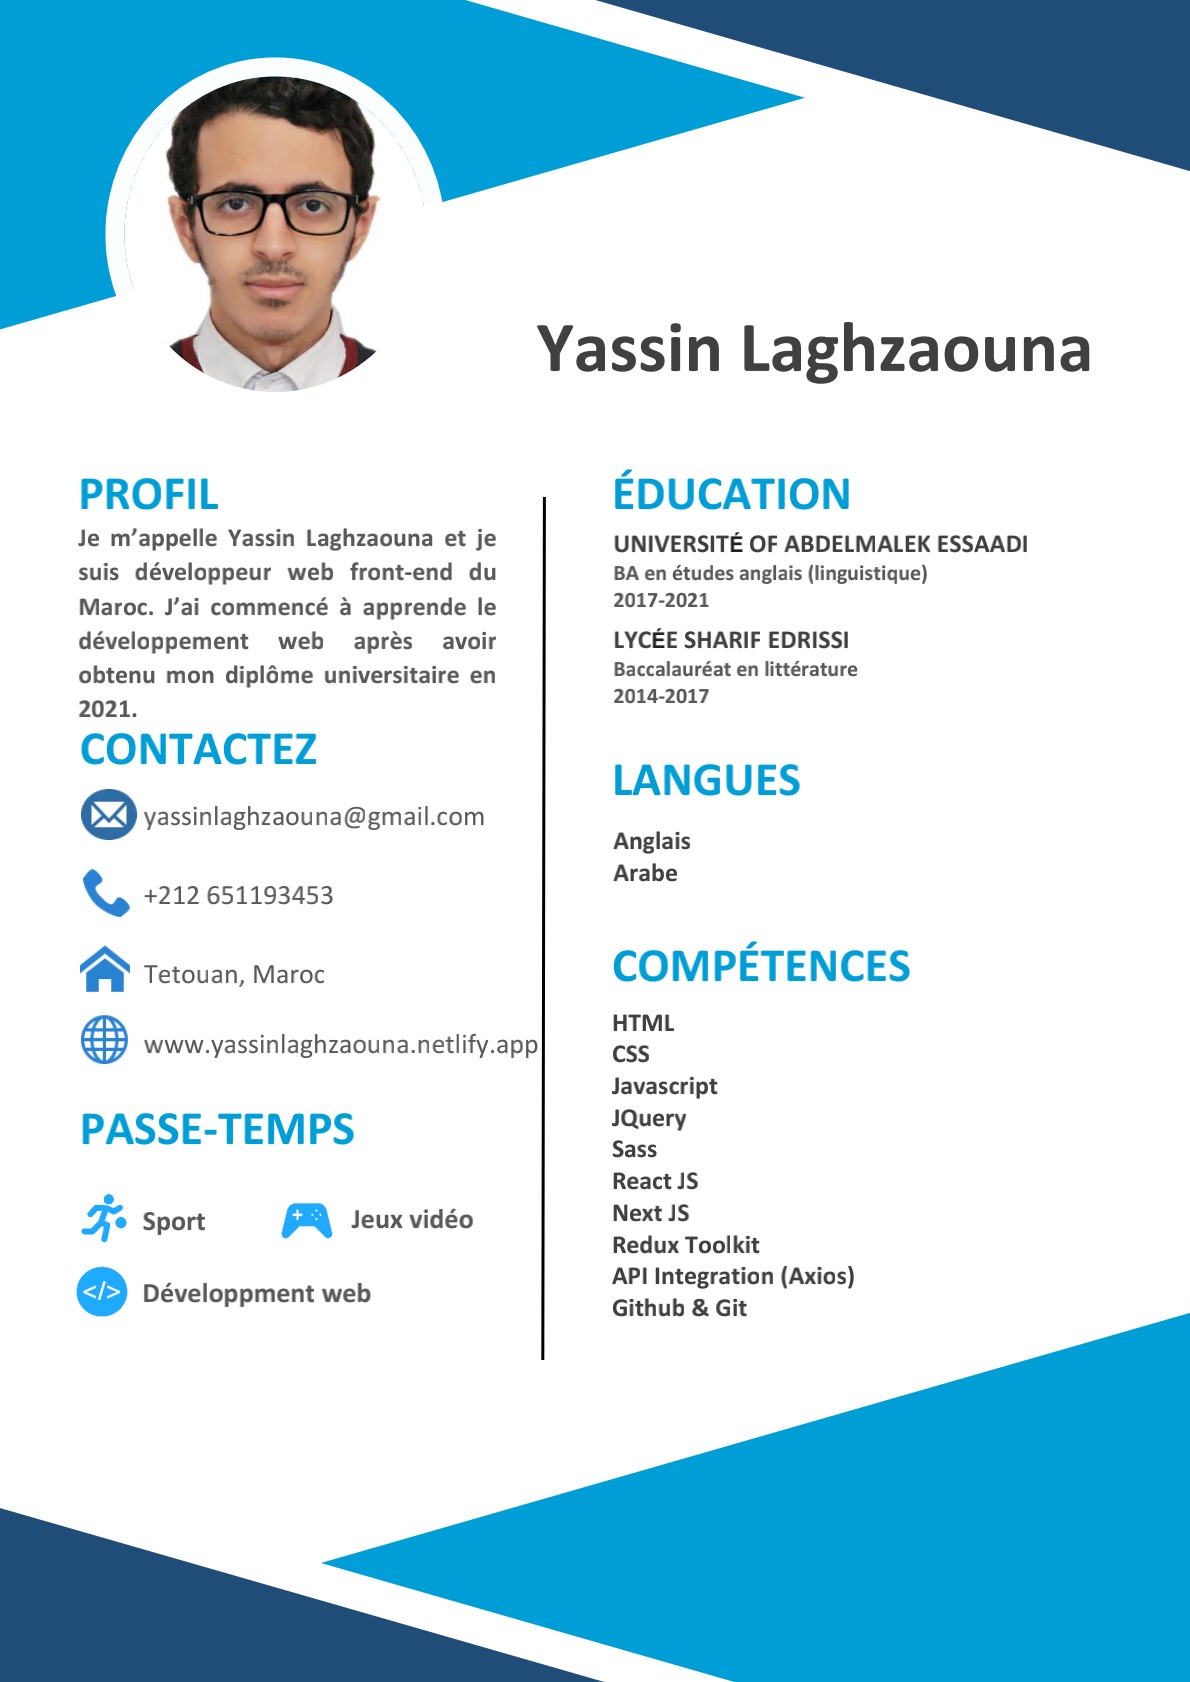 Yassin Laghzaouna
PROFIL
Je m’appelle Yassin Laghzaouna et je
suis développeur web front-end du
Maroc. J’ai commencé à apprende le
développement web après avoir
obtenu mon diplôme universitaire en
2021.
CONTACTEZ
yassinlaghzaouna@gmail.com
+212 651193453
Tetouan, Maroc
www.yassinlaghzaouna.netlify.app
PASSE-TEMPS
Sport
Jeux vidéo
</> Développment web
ÉDUCATION
UNIVERSITÉ OF ABDELMALEK ESSAADI
BA en études anglais (linguistique)
2017-2021
LYCÉE SHARIF EDRISSI
Baccalauréat en littérature
2014-2017
LANGUES
Anglais
Arabe
COMPÉTENCES
HTML
CSS
Javascript
JQuery
Sass
React JS
Next JS
Redux Toolkit
API Integration (Axios)
Github & Git